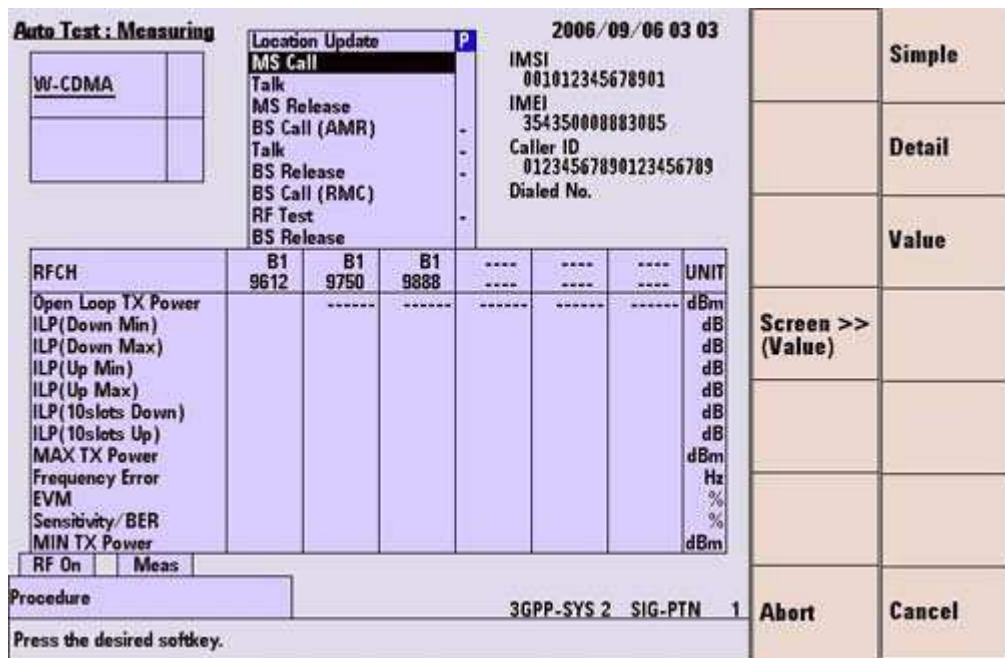 Auto Test : Measuring
2006/09/06 03 03
W-CDMA
Location Update P
MS Call
Talk
MS Release
BS Call (AMR) -
Talk -
BS Release -
BS Call (RMC)
RF Test -
BS Release
IMSI
001012345678901
IMEI
354350008883085
Caller ID
01234567890123456789
Dialed No.
RFCH B1 B1 B1 ---- ---- ---- UNIT
9612 9750 9888 ---- ---- ----
Open Loop TX Power ------ ------ ------ ------ ------ dBm
ILP(Down Min) dB
ILP(Down Max) dB
ILP(Up Min) dB
ILP(Up Max) dB
ILP(10slots Down) dB
ILP(10slots Up) dB
MAX TX Power dBm
Frequency Error Hz
EVM %
Sensitivity/BER %
MIN TX Power dBm
RF On Meas
Procedure
3GPP-SYS 2 SIG-PTN 1
Press the desired softkey.
Screen >>
(Value)
Abort
Simple
Detail
Value
Cancel